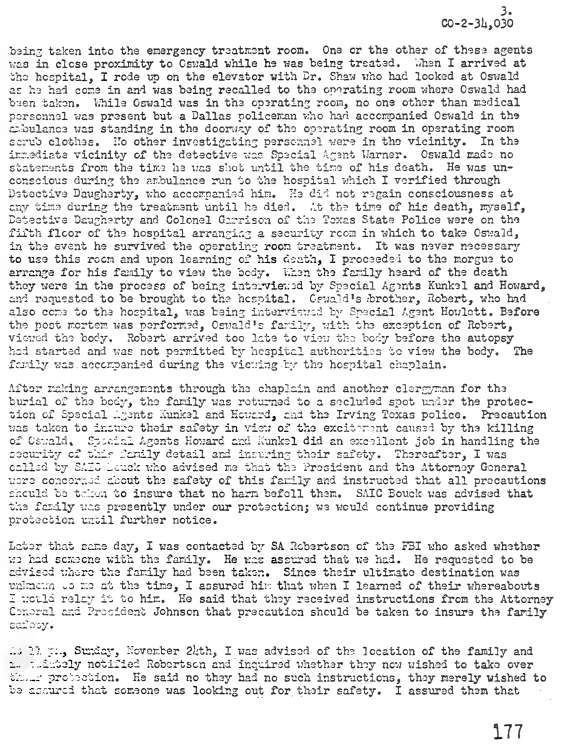 3.
CO-2-34,030
being taken into the emergency treatment room. One or the other of these agents
was in close proximity to Oswald while he was being treated. When I arrived at
the hospital, I rode up on the elevator with Dr. Shaw who had looked at Oswald
as he had come in and was being recalled to the operating room where Oswald had
been taken. While Oswald was in the operating room, no one other than medical
personnel was present but a Dallas policeman who had accompanied Oswald in the
ambulance was standing in the doorway of the operating room in operating room
scrub clothes. No other investigating personnel were in the vicinity. In the
immediate vicinity of the detective was Special Agent Warner. Oswald made no
statements from the time he was shot until the time of his death. He was un-
conscious during the ambulance run to the hospital which I verified through
Detective Daugherty, who accompanied him. He did not regain consciousness at
any time during the treatment until he died. At the time of his death, myself,
Detective Daugherty and Colonel Garrison of the Texas State Police were on the
fifth floor of the hospital arranging a security room in which to take Oswald,
in the event he survived the operating room treatment. It was never necessary
to use this room and upon learning of his death, I proceeded to the morgue to
arrange for his family to view the body. When the family heard of the death
they were in the process of being interviewed by Special Agents Kunkel and Howard,
and requested to be brought to the hospital. Oswald's brother, Robert, who had
also come to the hospital, was being interviewed by Special Agent Howlett. Before
the post mortem was performed, Oswald's family, with the exception of Robert,
viewed the body. Robert arrived too late to view the body before the autopsy
had started and was not permitted by hospital authorities to view the body. The
family was accompanied during the viewing by the hospital chaplain.
After making arrangements through the chaplain and another clergyman for the
burial of the body, the family was returned to a secluded spot under the protec-
tion of Special Agents Kunkel and Howard, and the Irving Texas police. Precaution
was taken to insure their safety in view of the excitement caused by the killing
of Oswald. Special Agents Howard and Kunkel did an excellent job in handling the
security of this family detail and insuring their safety. Thereafter, I was
called by SAIC Bouck who advised me that the President and the Attorney General
were concerned about the safety of this family and instructed that all precautions
should be taken to insure that no harm befell them. SAIC Bouck was advised that
the family was presently under our protection; we would continue providing
protection until further notice.
Later that same day, I was contacted by SA Robertson of the FBI who asked whether
we had someone with the family. He was assured that we had. He requested to be
advised where the family had been taken. Since their ultimate destination was
unknown to me at the time, I assured him that when I learned of their whereabouts
I would relay it to him. He said that they received instructions from the Attorney
General and President Johnson that precaution should be taken to insure the family
safety.
pm, Sunday, November 24th, I was advised of the location of the family and
immediately notified Robertson and inquired whether they now wished to take over
their protection. He said no they had no such instructions, they merely wished to
be assured that someone was looking out for their safety. I assured them that
177